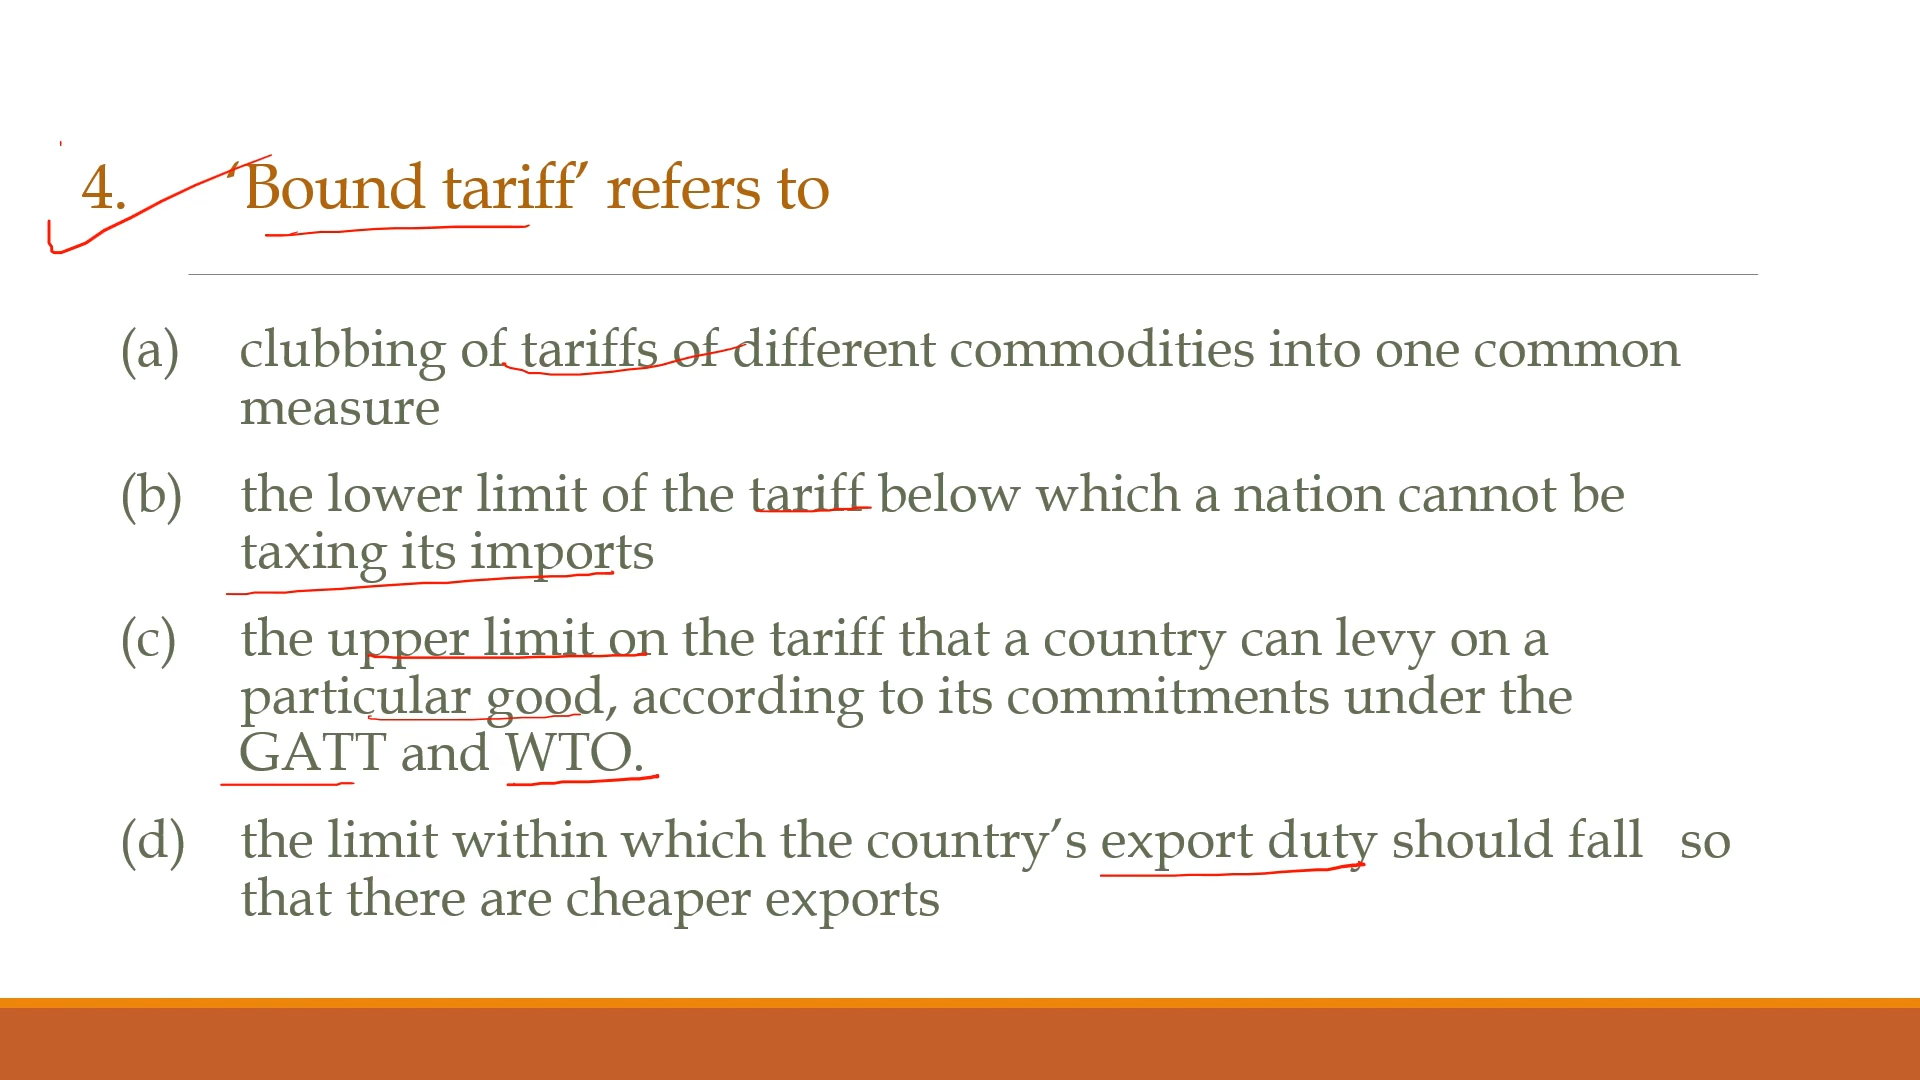 4. ‘Bound tariff’ refers to
(a) clubbing of tariffs of different commodities into one common
measure
(b) the lower limit of the tariff below which a nation cannot be
taxing its imports
(c) the upper limit on the tariff that a country can levy on a
particular good, according to its commitments under the
GATT and WTO.
(d) the limit within which the country’s export duty should fall so
that there are cheaper exports